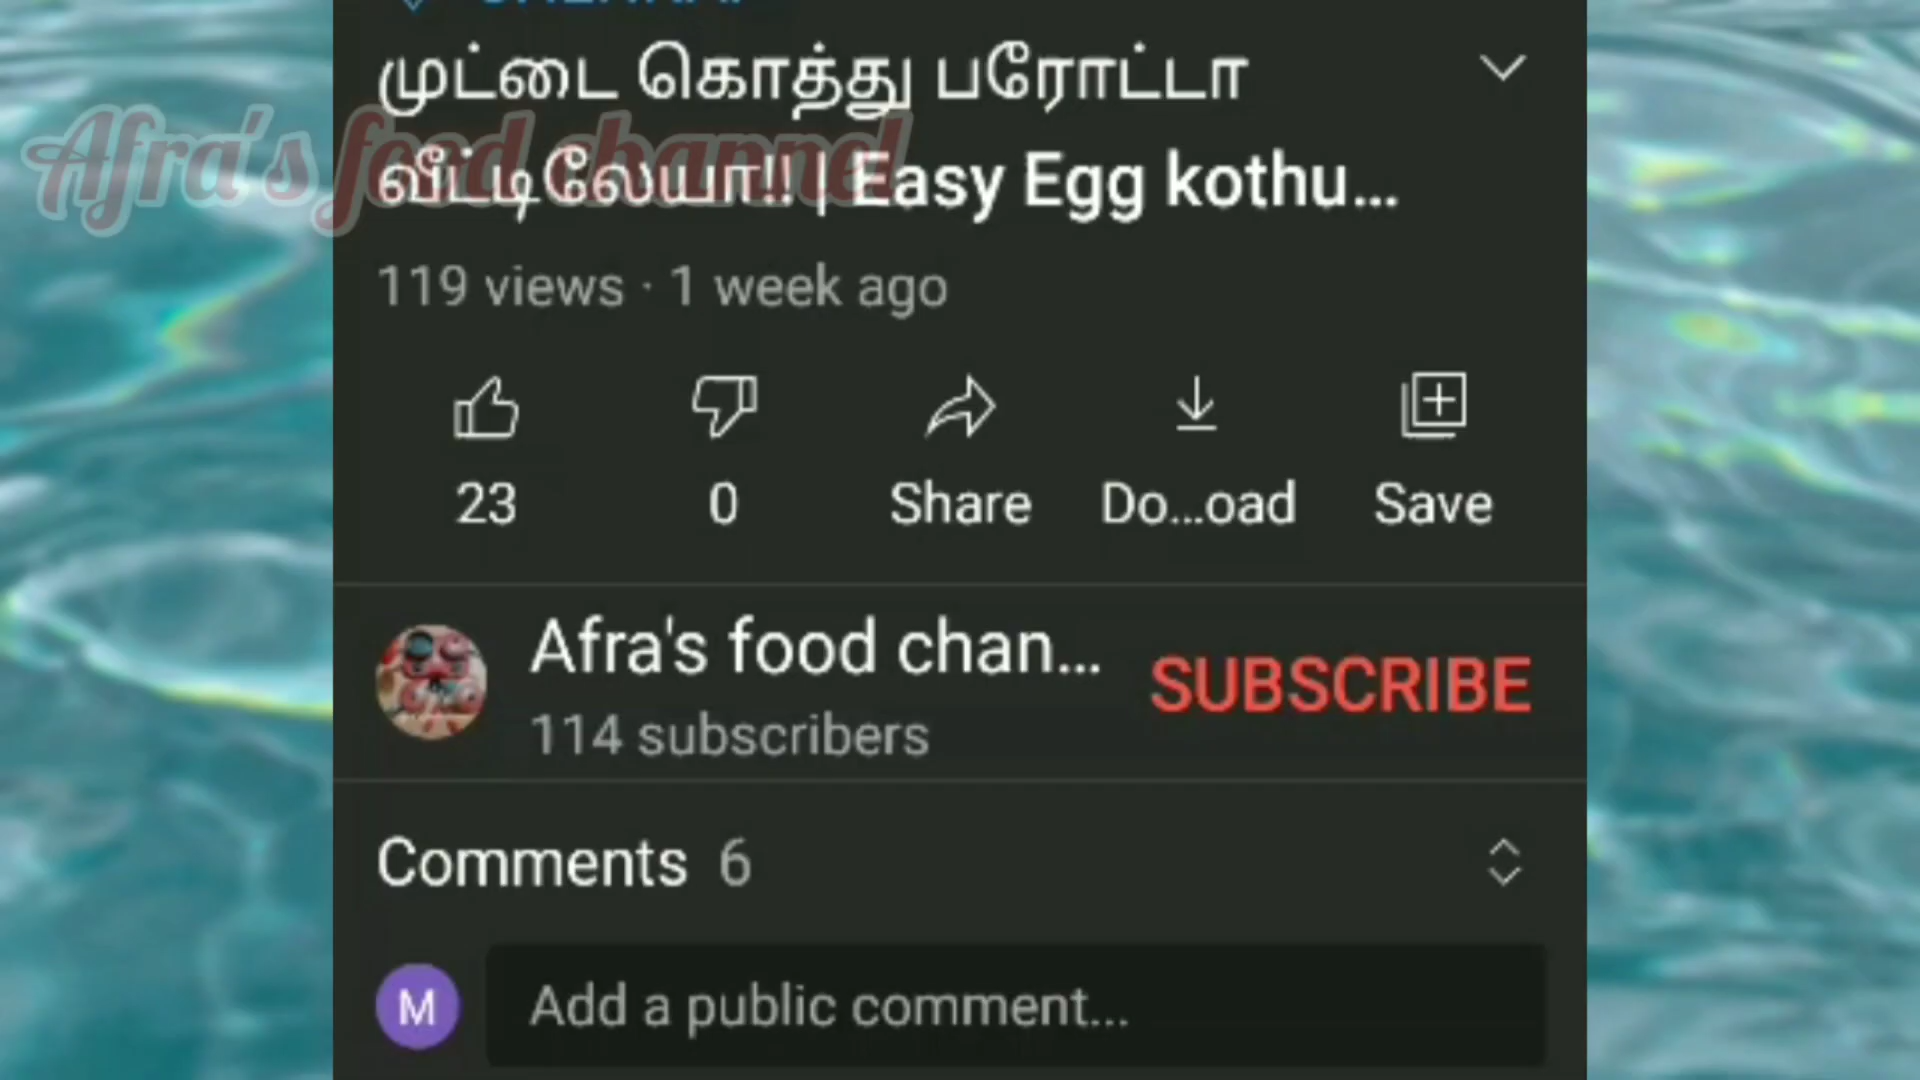 முட்டை கொத்து பரோட்டா
வீட்டிலேயா!! | Easy Egg kothu...
Afra's food channel
119 views · 1 week ago
23
0
Share
Do...oad
Save
Afra's food chan...
SUBSCRIBE
114 subscribers
Comments 6
M
Add a public comment...